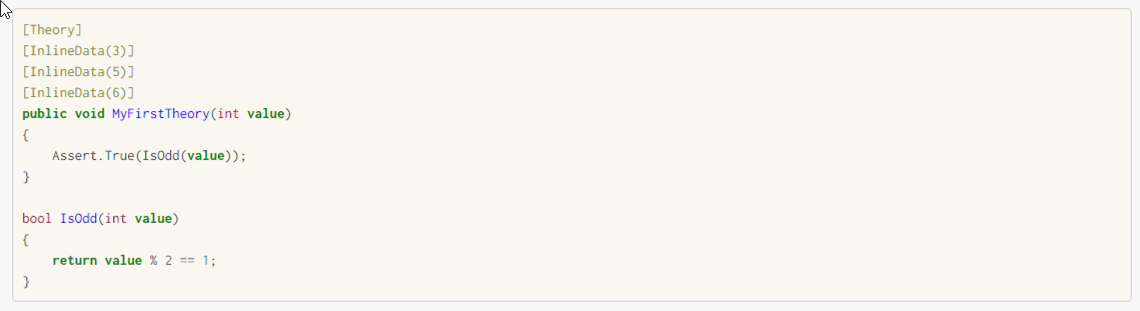 [Theory]
[InlineData(3)]
[InlineData(5)]
[InlineData(6)]
public void MyFirstTheory(int value)
{
    Assert.True(IsOdd(value));
}

bool IsOdd(int value)
{
    return value % 2 == 1;
}